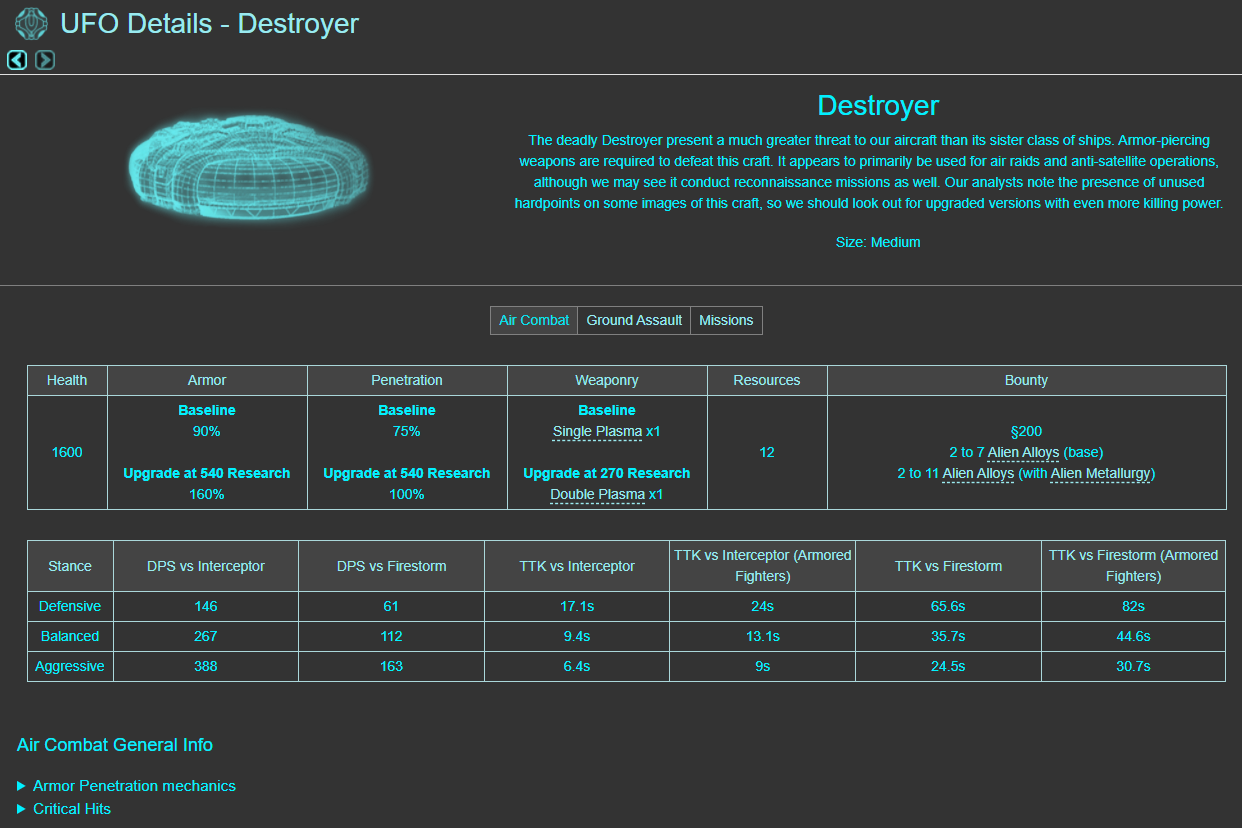 UFO Details - Destroyer
Destroyer
The deadly Destroyer present a much greater threat to our aircraft than its sister class of ships. Armor-piercing
weapons are required to defeat this craft. It appears to primarily be used for air raids and anti-satellite operations,
although we may see it conduct reconnaissance missions as well. Our analysts note the presence of unused
hardpoints on some images of this craft, so we should look out for upgraded versions with even more killing power.
Size: Medium
Air Combat Ground Assault Missions
Health Armor Penetration Weaponry Resources Bounty
1600
Baseline
90%
Upgrade at 540 Research
160%
Baseline
75%
Upgrade at 540 Research
100%
Baseline
Single Plasma x1
Upgrade at 270 Research
Double Plasma x1
12
§200
2 to 7 Alien Alloys (base)
2 to 11 Alien Alloys (with Alien Metallurgy)
Stance DPS vs Interceptor DPS vs Firestorm TTK vs Interceptor TTK vs Interceptor (Armored Fighters) TTK vs Firestorm TTK vs Firestorm (Armored Fighters)
Defensive 146 61 17.1s 24s 65.6s 82s
Balanced 267 112 9.4s 13.1s 35.7s 44.6s
Aggressive 388 163 6.4s 9s 24.5s 30.7s
Air Combat General Info
Armor Penetration mechanics
Critical Hits